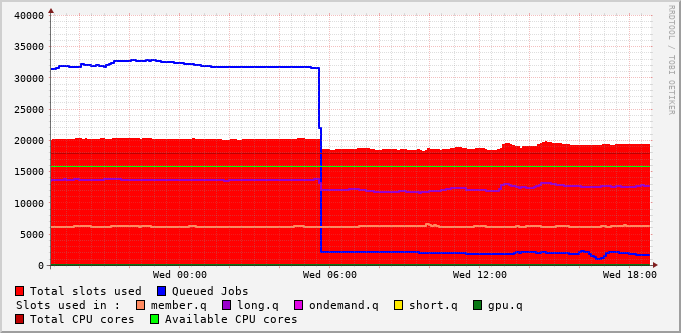 40000
35000
30000
25000
20000
15000
10000
5000
0
Wed 00:00 Wed 06:00 Wed 12:00 Wed 18:00
RRDTOOL / TOBI OETIKER
Total slots used Queued Jobs
Slots used in : member.q long.q ondemand.q short.q gpu.q
Total CPU cores Available CPU cores